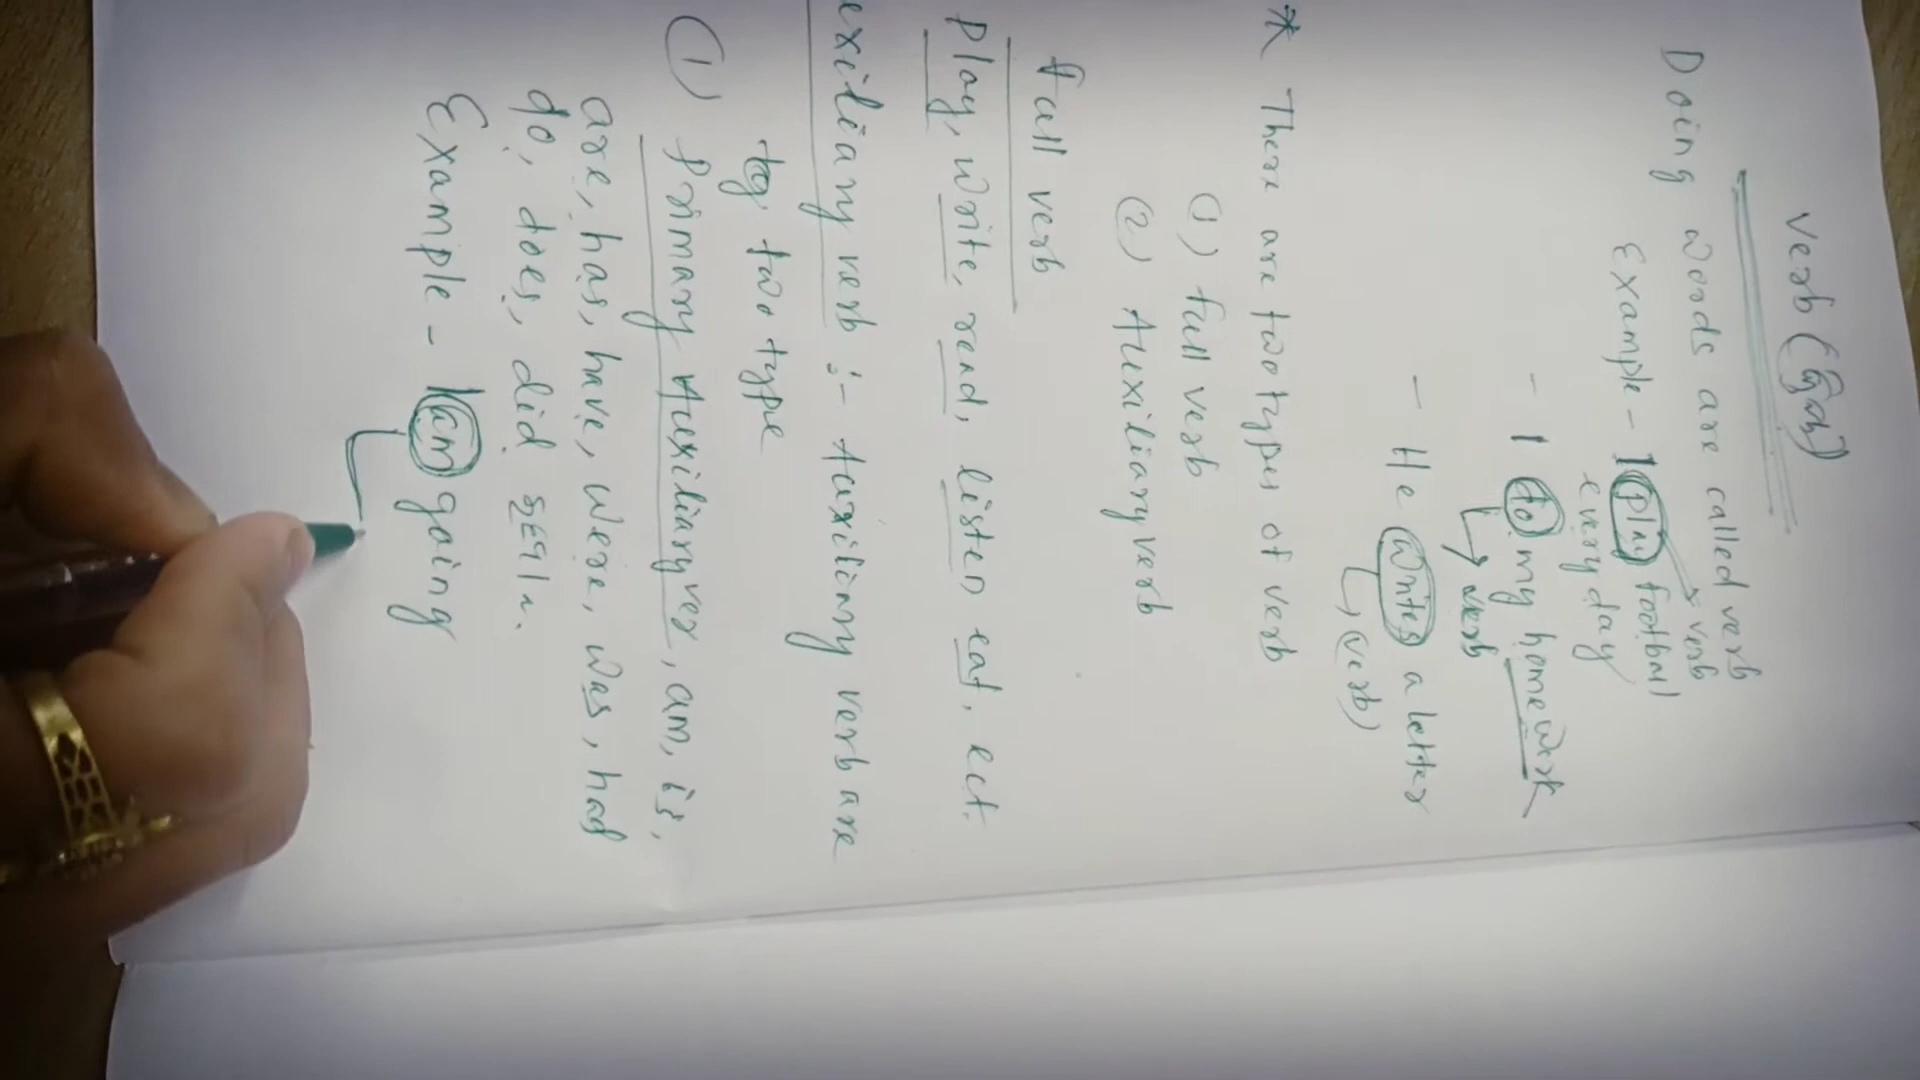 verb (क्रिया)
Doing words are called verb
Example - I play football
verb
every day
- I do my homework
verb
- He writes a letter
(verb)
* There are two types of verb
(1) full verb
(2) Auxiliary verb
full verb
play, write, read, listen eat, ect.
exiliary verb :- Auxiliary verb are
two type
(1) Primary Auxiliary ver, am, is,
are, has, have, were, was, had
do, does, did
Example - I am going